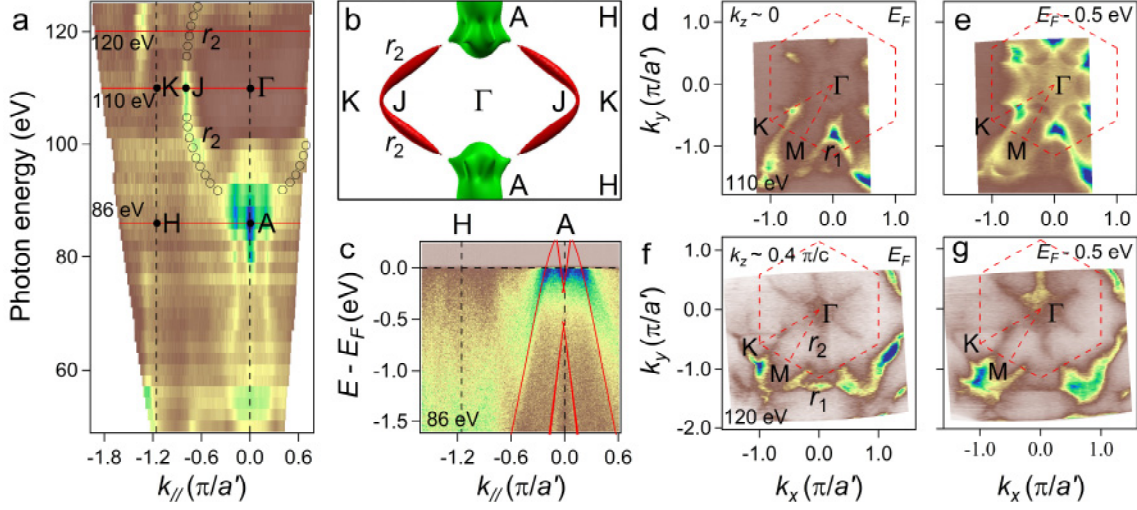 a
120 eV
r2
K
J
Γ
110 eV
r2
86 eV
H
A
Photon energy (eV)
120
100
80
60
-1.8
-1.2
-0.6
0.0
0.6
k// (π/a′)
b
A
H
r2
K
J
Γ
J
K
r2
A
H
c
H
A
E - EF (eV)
0.0
-0.5
-1.0
-1.5
86 eV
-1.2
-0.6
0.0
0.6
k// (π/a′)
d
kz ~ 0
EF
Γ
K
M
r1
110 eV
ky (π/a′)
0.0
-1.0
-1.0
0.0
1.0
e
EF - 0.5 eV
Γ
K
M
-1.0
0.0
1.0
f
kz ~ 0.4 π/c
EF
Γ
K
r2
M
r1
120 eV
ky (π/a′)
1.0
0.0
-1.0
-2.0
-1.0
0.0
1.0
kx (π/a′)
g
EF - 0.5 eV
Γ
K
M
-1.0
0.0
1.0
kx (π/a′)